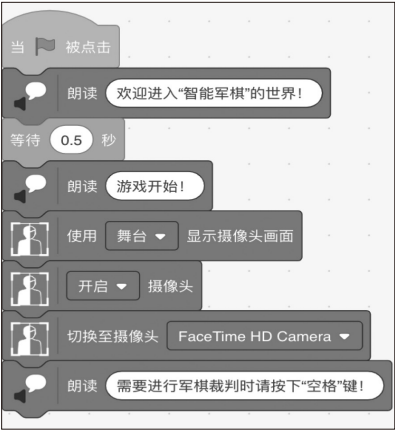 当 被点击
朗读 欢迎进入“智能军棋”的世界！
等待 0.5 秒
朗读 游戏开始！
使用 舞台 显示摄像头画面
开启 摄像头
切换至摄像头 FaceTime HD Camera
朗读 需要进行军棋裁判时请按下“空格”键！